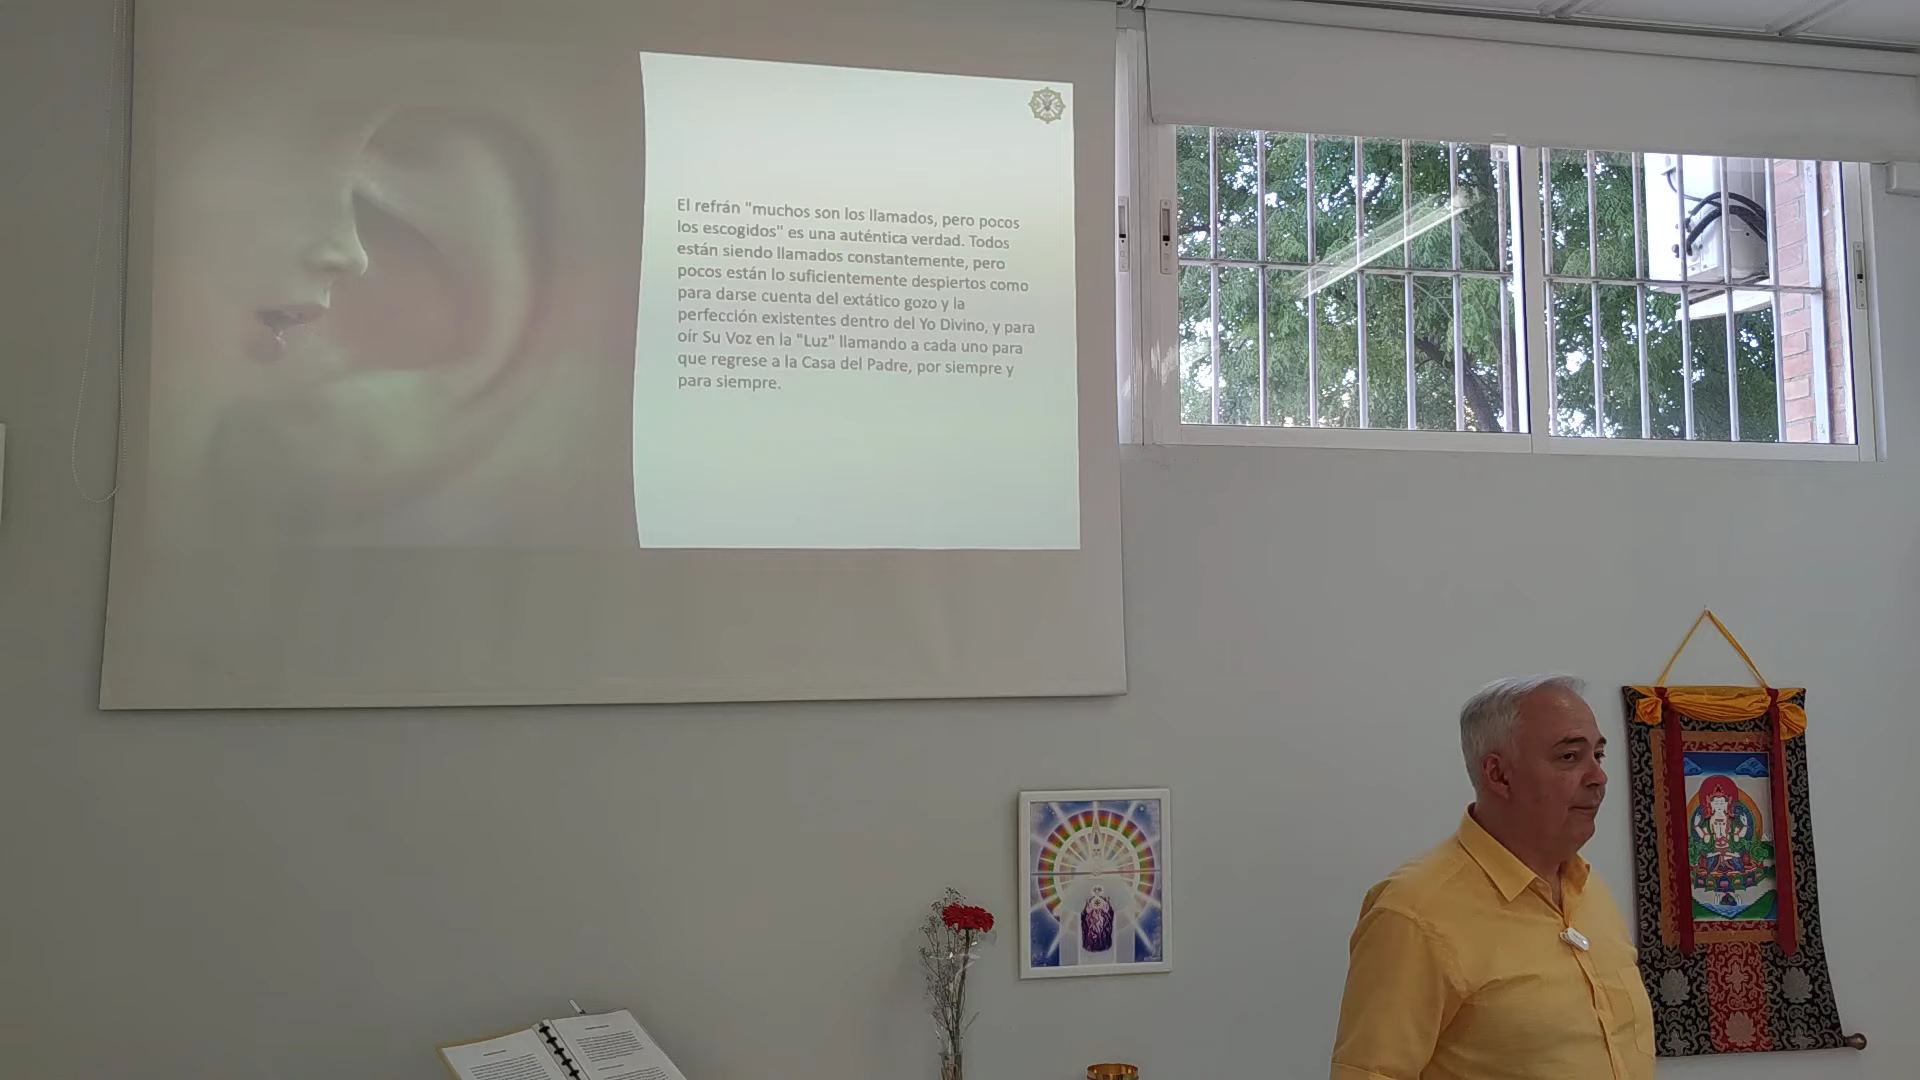 El refrán "muchos son los llamados, pero pocos
los escogidos" es una auténtica verdad. Todos
están siendo llamados constantemente, pero
pocos están lo suficientemente despiertos como
para darse cuenta del extático gozo y la
perfección existentes dentro del Yo Divino, y para
oír Su Voz en la "Luz" llamando a cada uno para
que regrese a la Casa del Padre, por siempre y
para siempre.